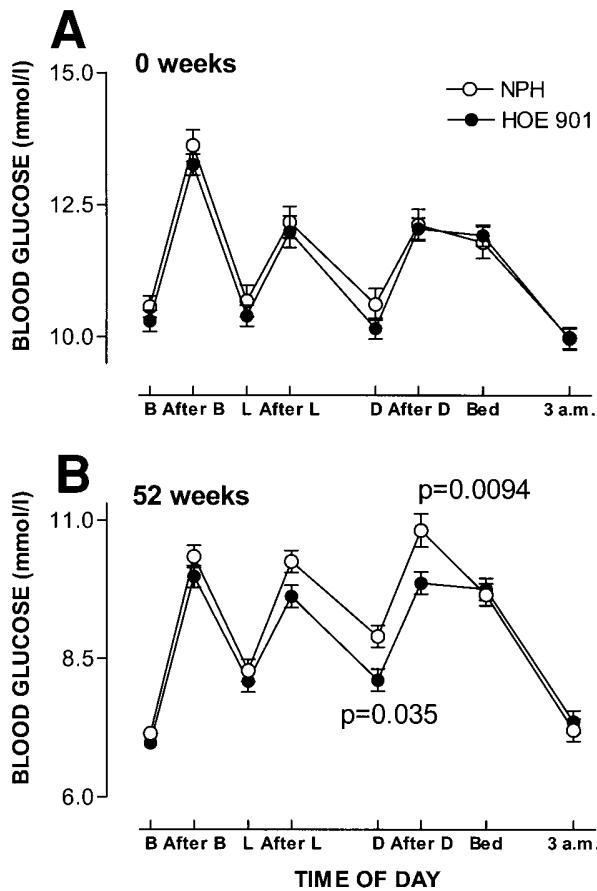 A
0 weeks
15.0
12.5
10.0
BLOOD GLUCOSE (mmol/l)
NPH
HOE 901
B After B L After L D After D Bed 3 a.m.
B
52 weeks
11.0
8.5
6.0
BLOOD GLUCOSE (mmol/l)
p=0.0094
p=0.035
B After B L After L D After D Bed 3 a.m.
TIME OF DAY